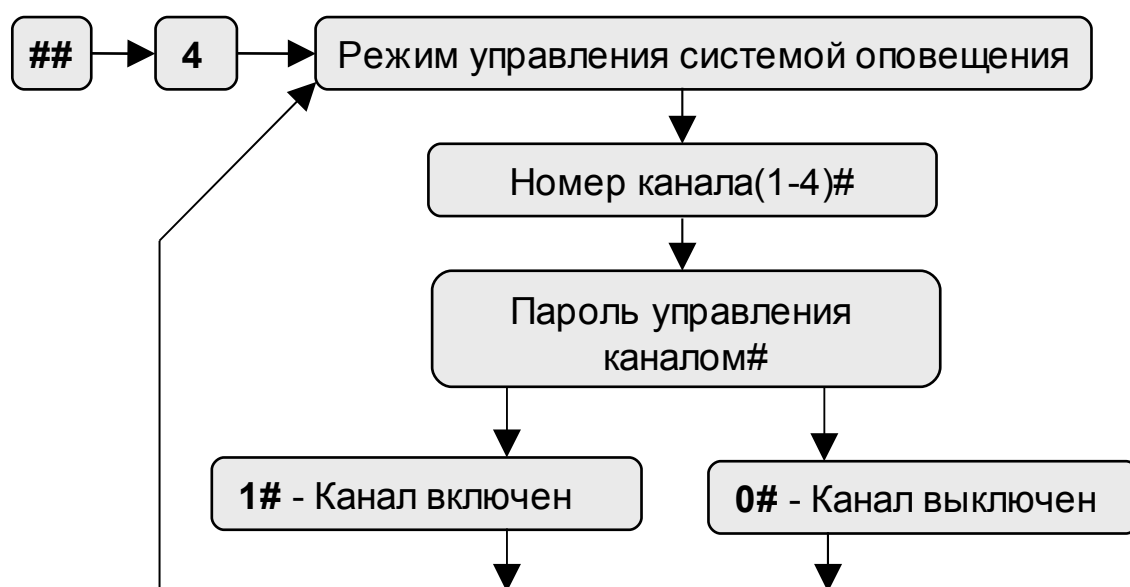 ##
4
Режим управления системой оповещения
Номер канала(1-4)#
Пароль управления
каналом#
1# - Канал включен
0# - Канал выключен